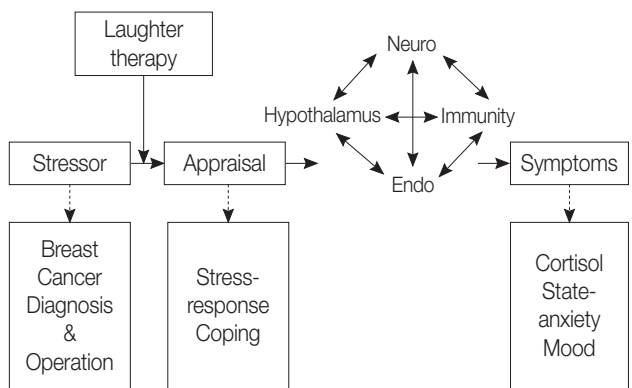 Laughter
therapy
Neuro
Hypothalamus
Immunity
Endo
Stressor
Appraisal
Symptoms
Breast
Cancer
Diagnosis
&
Operation
Stress-
response
Coping
Cortisol
State-
anxiety
Mood